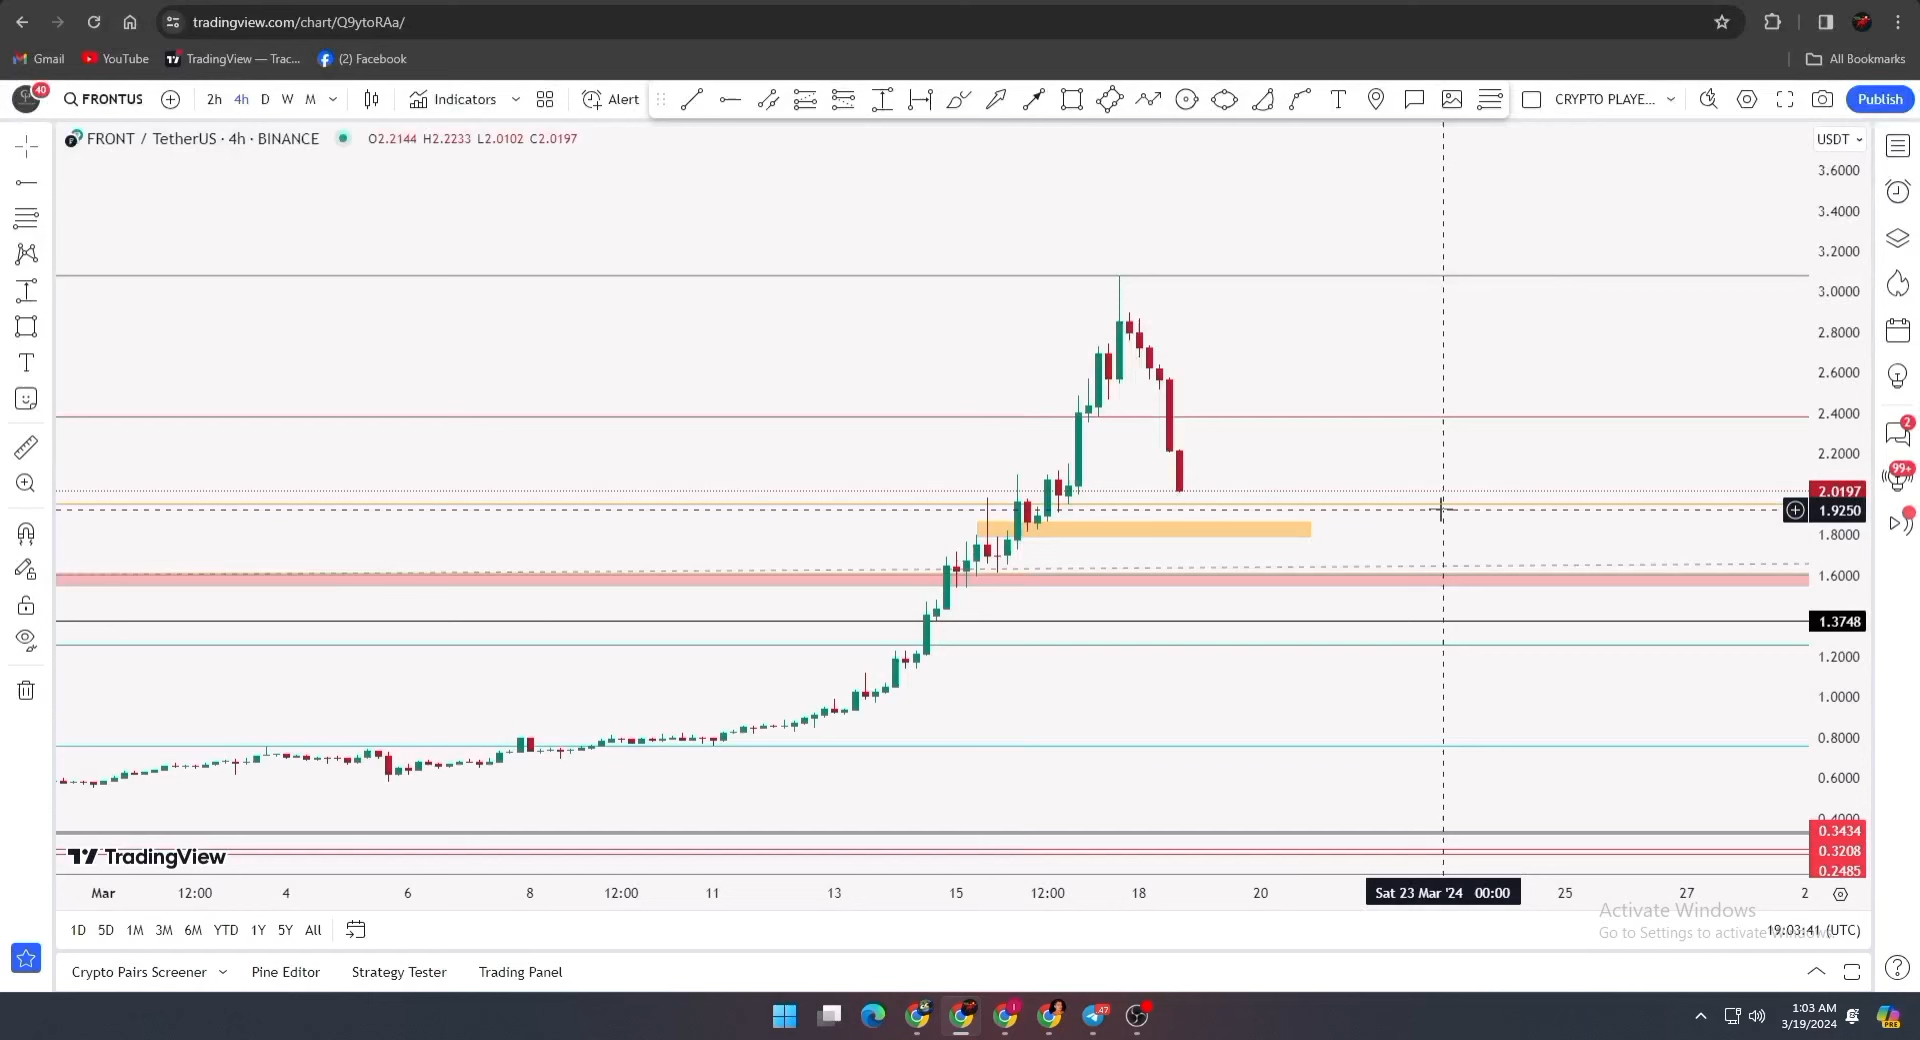 tradingview.com/chart/Q9ytoRAa/
Gmail YouTube TradingView — Trac... (2) Facebook All Bookmarks
40 FRONTUS 2h 4h D W M Indicators Alert CRYPTO PLAYE... Publish
FRONT / TetherUS · 4h · BINANCE O2.2144 H2.2233 L2.0102 C2.0197 USDT
3.6000
3.4000
3.2000
3.0000
2.8000
2.6000
2.4000
2
2.2000
99+
2.0197
1.9250
1.8000
1.6000
1.3748
1.2000
1.0000
0.8000
0.6000
0.4000
0.3434
0.3208
0.2485
TradingView
Mar 12:00 4 6 8 12:00 11 13 15 12:00 18 20 Sat 23 Mar '24 00:00 25 27 2
Activate Windows
Go to Settings to activate Windows.
1D 5D 1M 3M 6M YTD 1Y 5Y All 19:03:41 (UTC)
Crypto Pairs Screener Pine Editor Strategy Tester Trading Panel
47
1:03 AM
3/19/2024
PRE